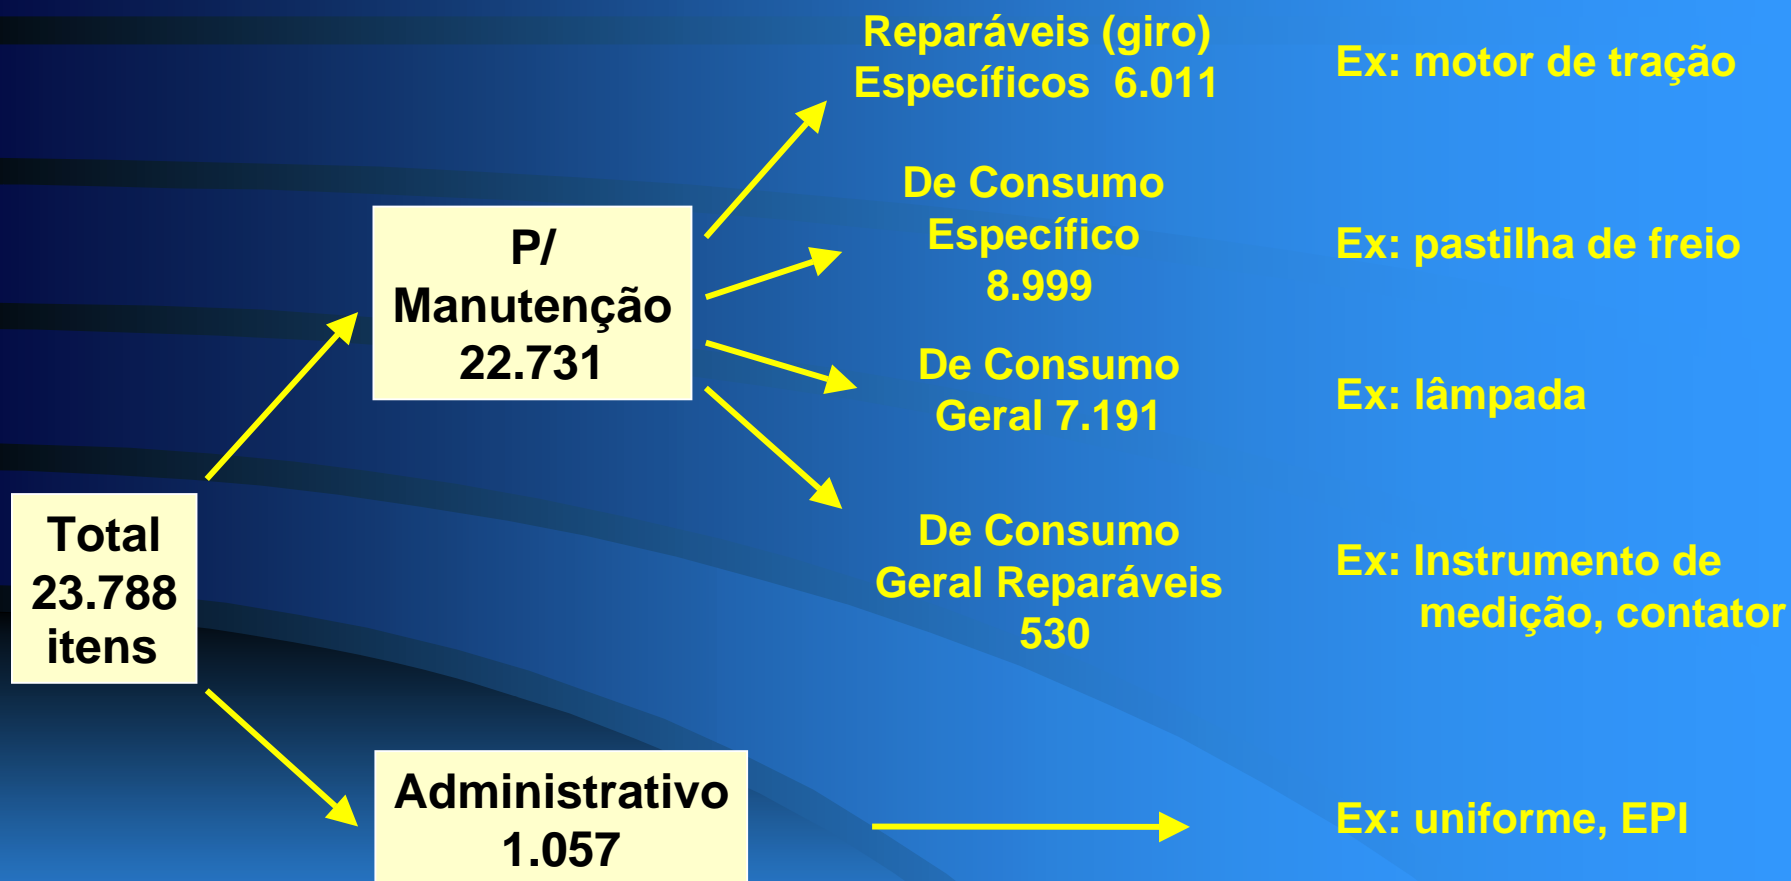 Reparáveis (giro)
Específicos  6.011
Ex: motor de tração
De Consumo
Específico
8.999
Ex: pastilha de freio
P/
Manutenção
22.731
De Consumo
Geral 7.191
Ex: lâmpada
De Consumo
Geral Reparáveis
530
Ex: Instrumento de
medição, contator
Total
23.788
itens
Administrativo
1.057
Ex: uniforme, EPI